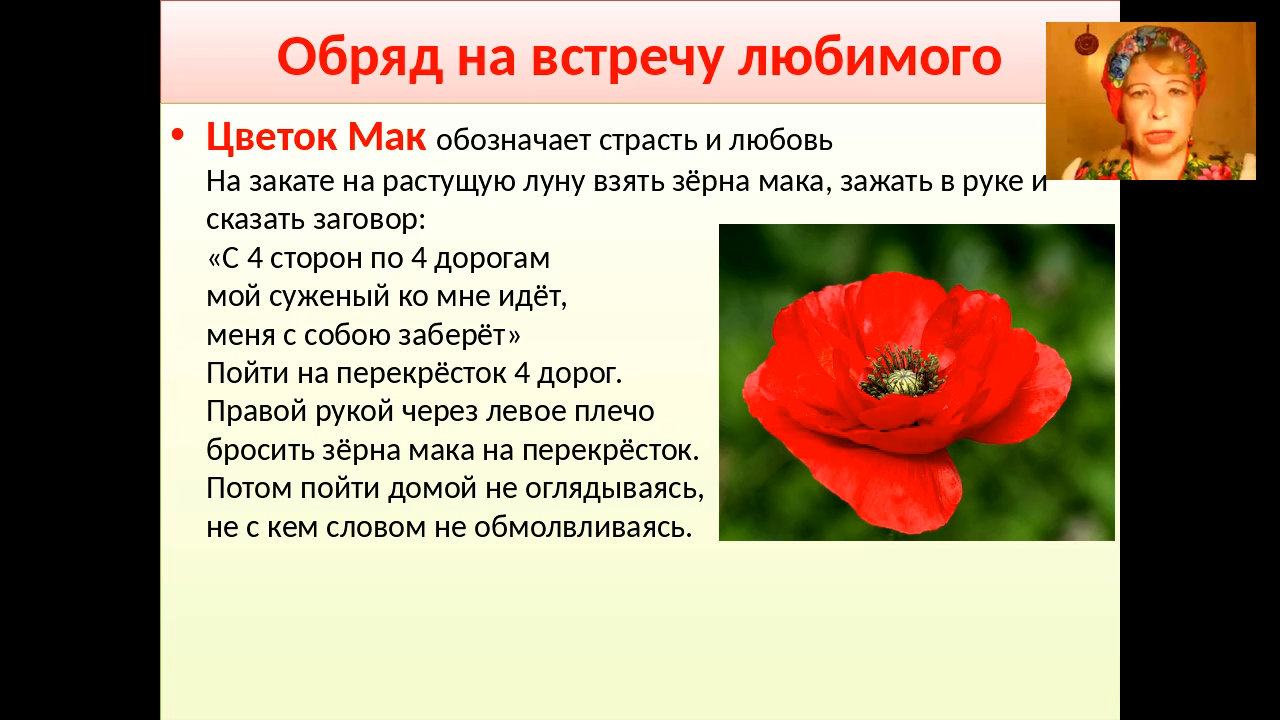 Обряд на встречу любимого
• Цветок Мак обозначает страсть и любовь
На закате на растущую луну взять зёрна мака, зажать в руке и
сказать заговор:
«С 4 сторон по 4 дорогам
мой суженый ко мне идёт,
меня с собою заберёт»
Пойти на перекрёсток 4 дорог.
Правой рукой через левое плечо
бросить зёрна мака на перекрёсток.
Потом пойти домой не оглядываясь,
не с кем словом не обмолвливаясь.